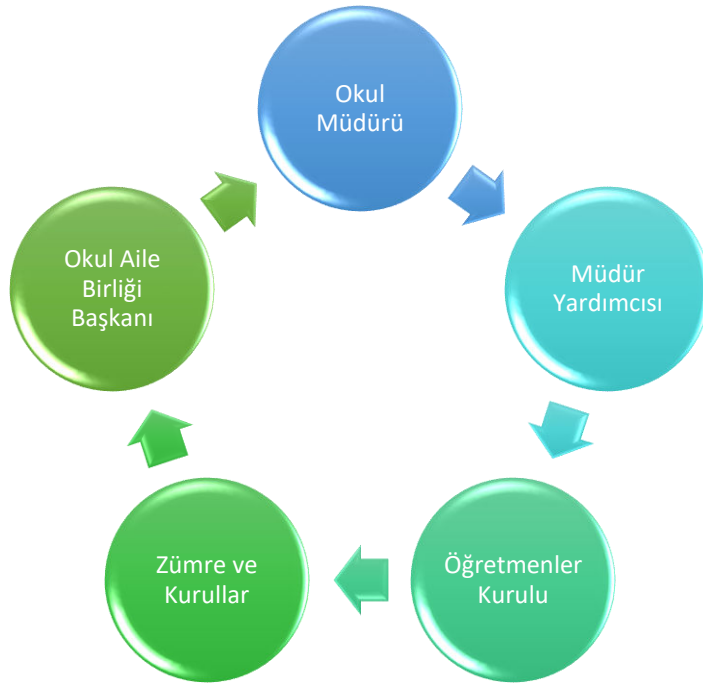 Okul
Müdürü
Müdür
Yardımcısı
Öğretmenler
Kurulu
Zümre ve
Kurullar
Okul Aile
Birliği
Başkanı